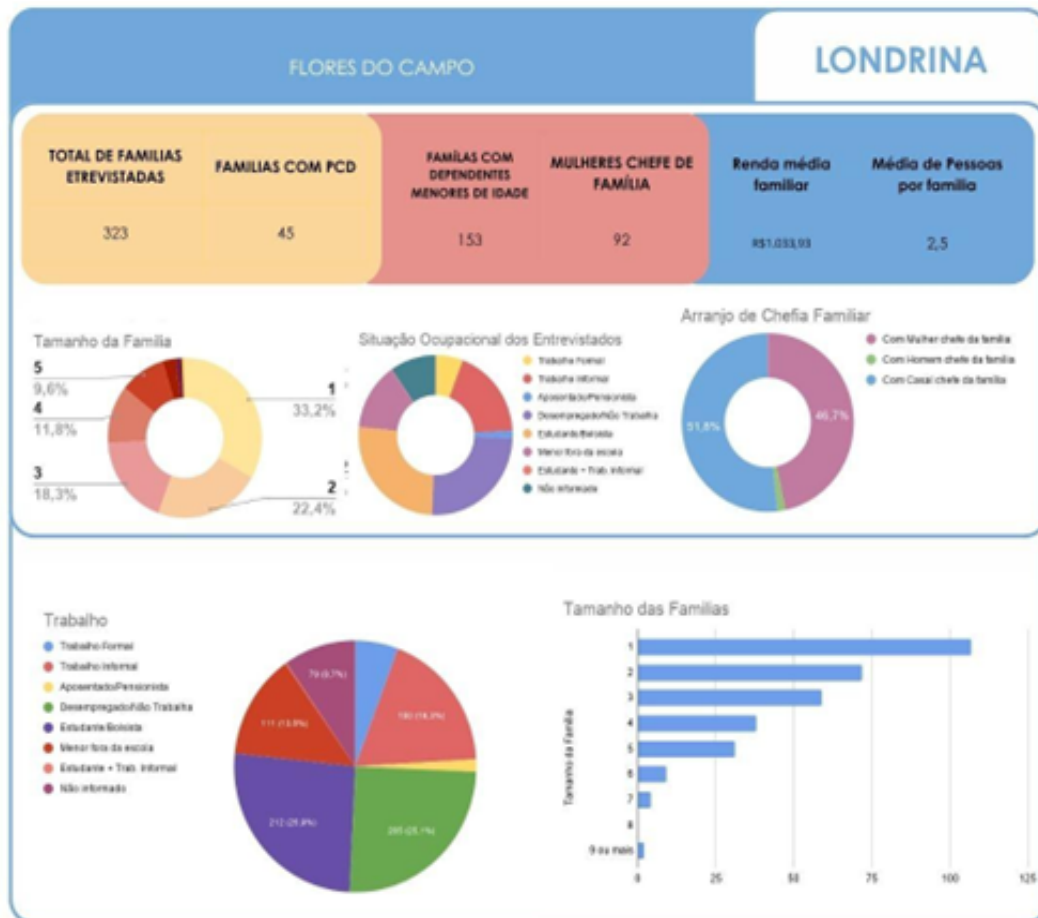 FLORES DO CAMPO
LONDRINA
TOTAL DE FAMILIAS
ETREVISTADAS
323
FAMILIAS COM PCD
45
FAMÍLAS COM
DEPENDENTES
MENORES DE IDADE
153
MULHERES CHEFE DE
FAMÍLIA
92
Renda média
familiar
R$1.033,93
Média de Pessoas
por familia
2,5
Tamanho da Família
5
9,6%
4
11,8%
3
18,3%
1
33,2%
2
22,4%
Situação Ocupacional dos Entrevistados
Trabalho Formal
Trabalho Informal
Aposentado/Pensionista
Desempregado/Não Trabalha
Estudante/Bolsista
Menor fora da escola
Estudante + Trab. Informal
Não informado
Arranjo de Chefia Familiar
Com Mulher chefe da família
Com Homem chefe da família
Com Casal chefe da família
51,8%
46,7%
Trabalho
Trabalho Formal
Trabalho Informal
Aposentado/Pensionista
Desempregado/Não Trabalha
Estudante/Bolsista
Menor fora da escola
Estudante + Trab. Informal
Não informado
79 (9,7%)
212 (25,9%)
Tamanho das Familias
Tamanho da Família
1
2
3
4
5
6
7
8
9 ou mais
0
25
50
75
100
125